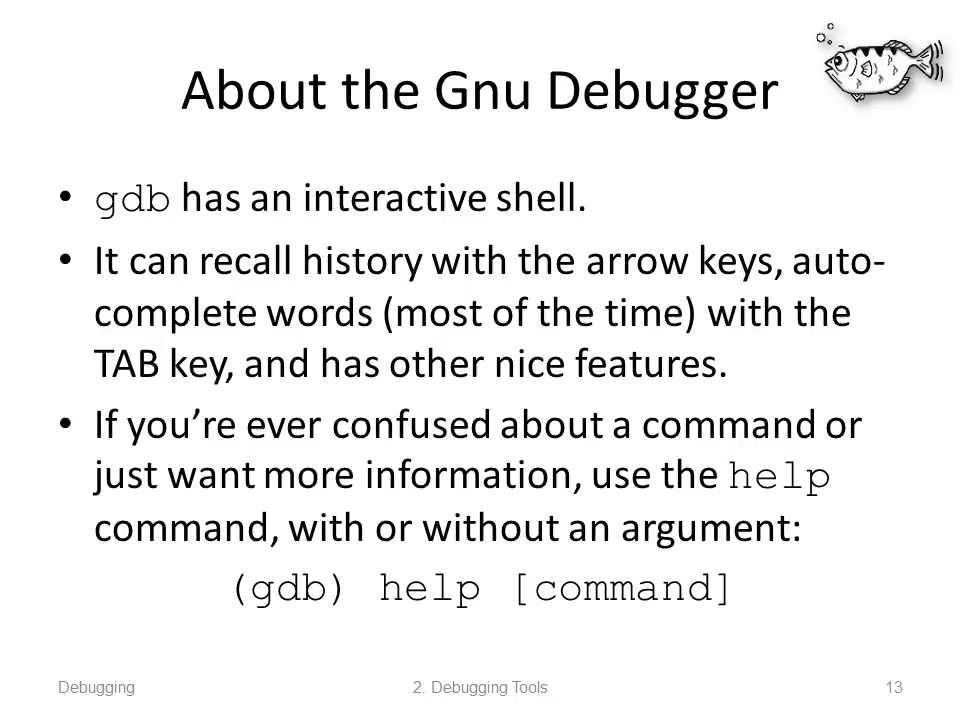 About the Gnu Debugger
• gdb has an interactive shell.
• It can recall history with the arrow keys, auto-
complete words (most of the time) with the
TAB key, and has other nice features.
• If you’re ever confused about a command or
just want more information, use the help
command, with or without an argument:
(gdb) help [command]
Debugging
2. Debugging Tools
13